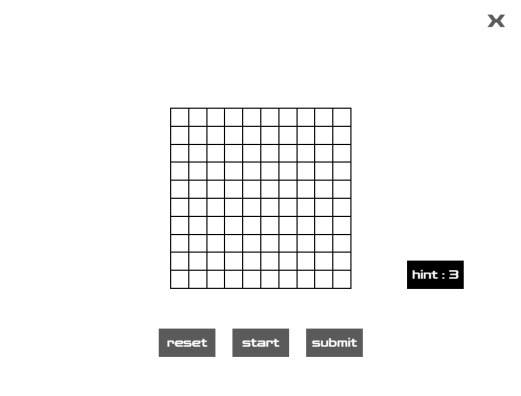 x
hint : 3
reset
start
submit